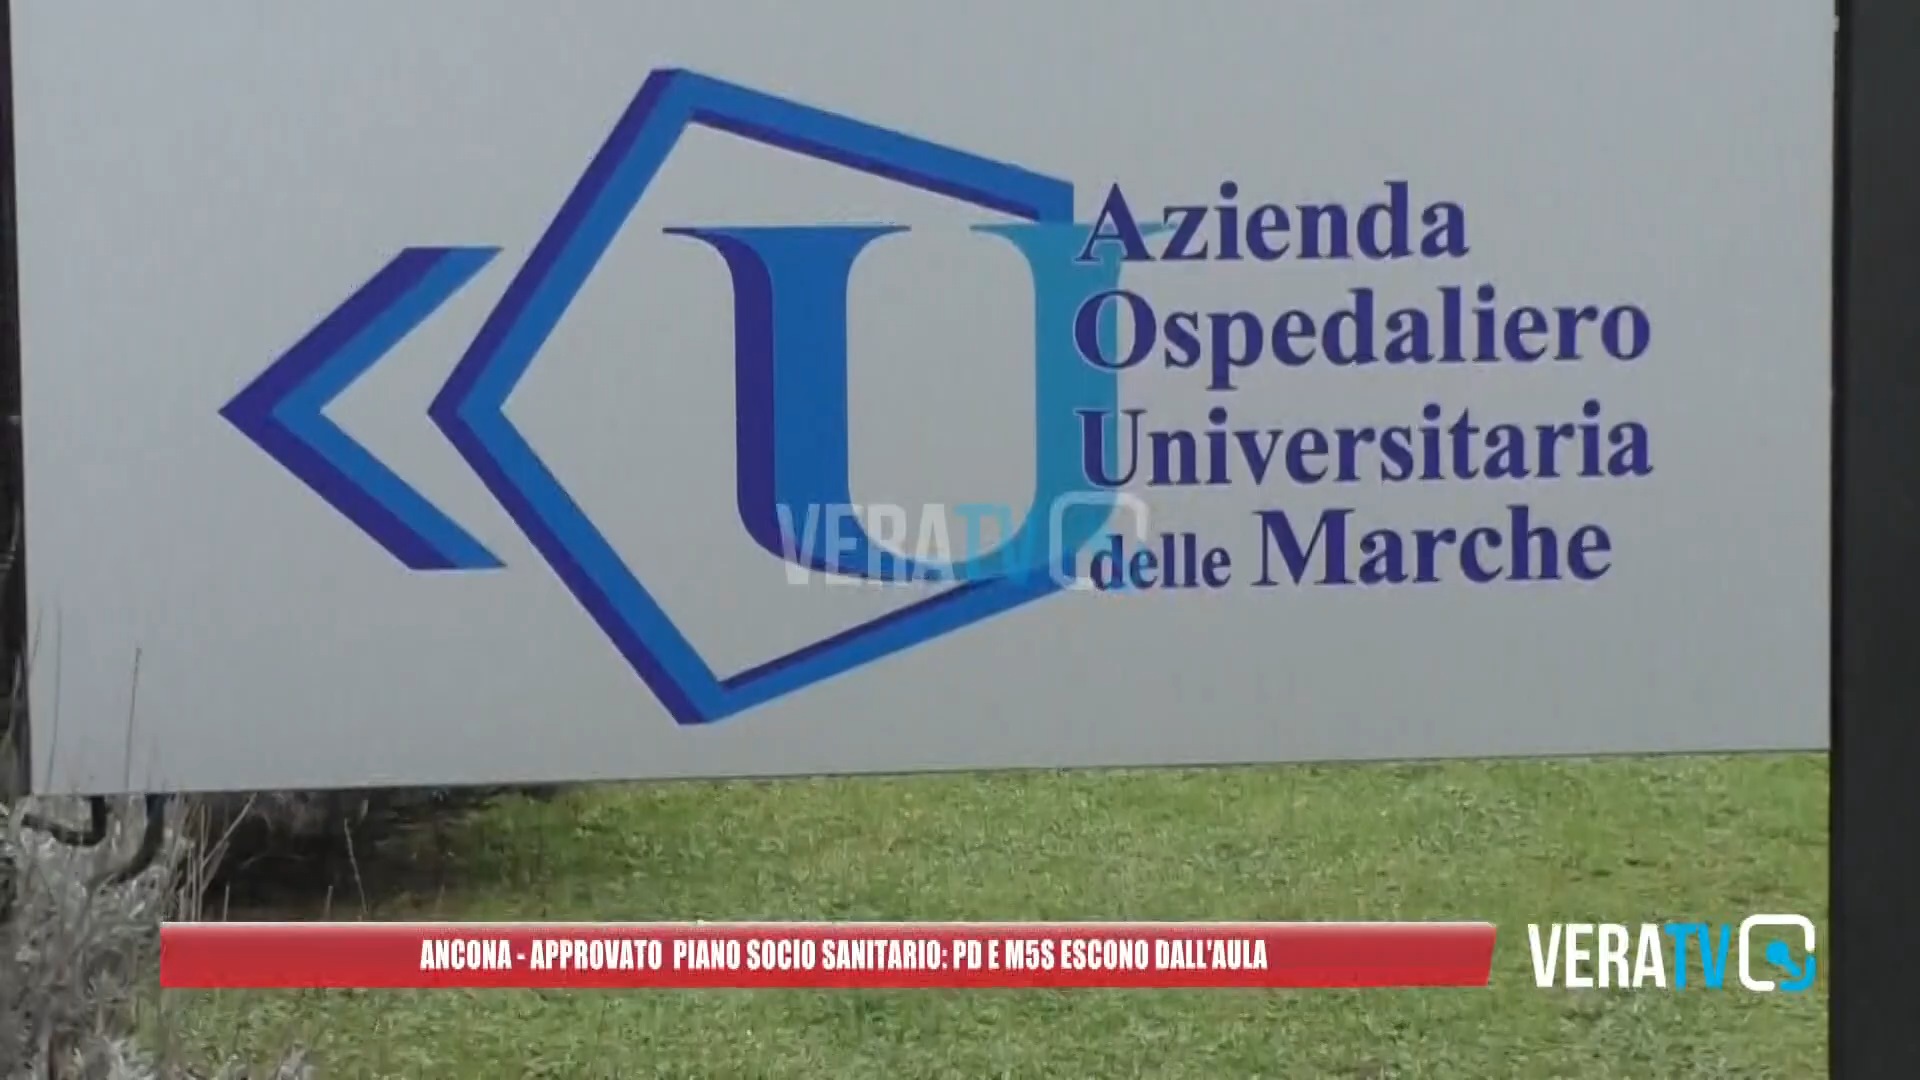 U
Azienda
Ospedaliero
Universitaria
delle Marche
VERATV
ANCONA - APPROVATO PIANO SOCIO SANITARIO: PD E M5S ESCONO DALL'AULA
VERATV